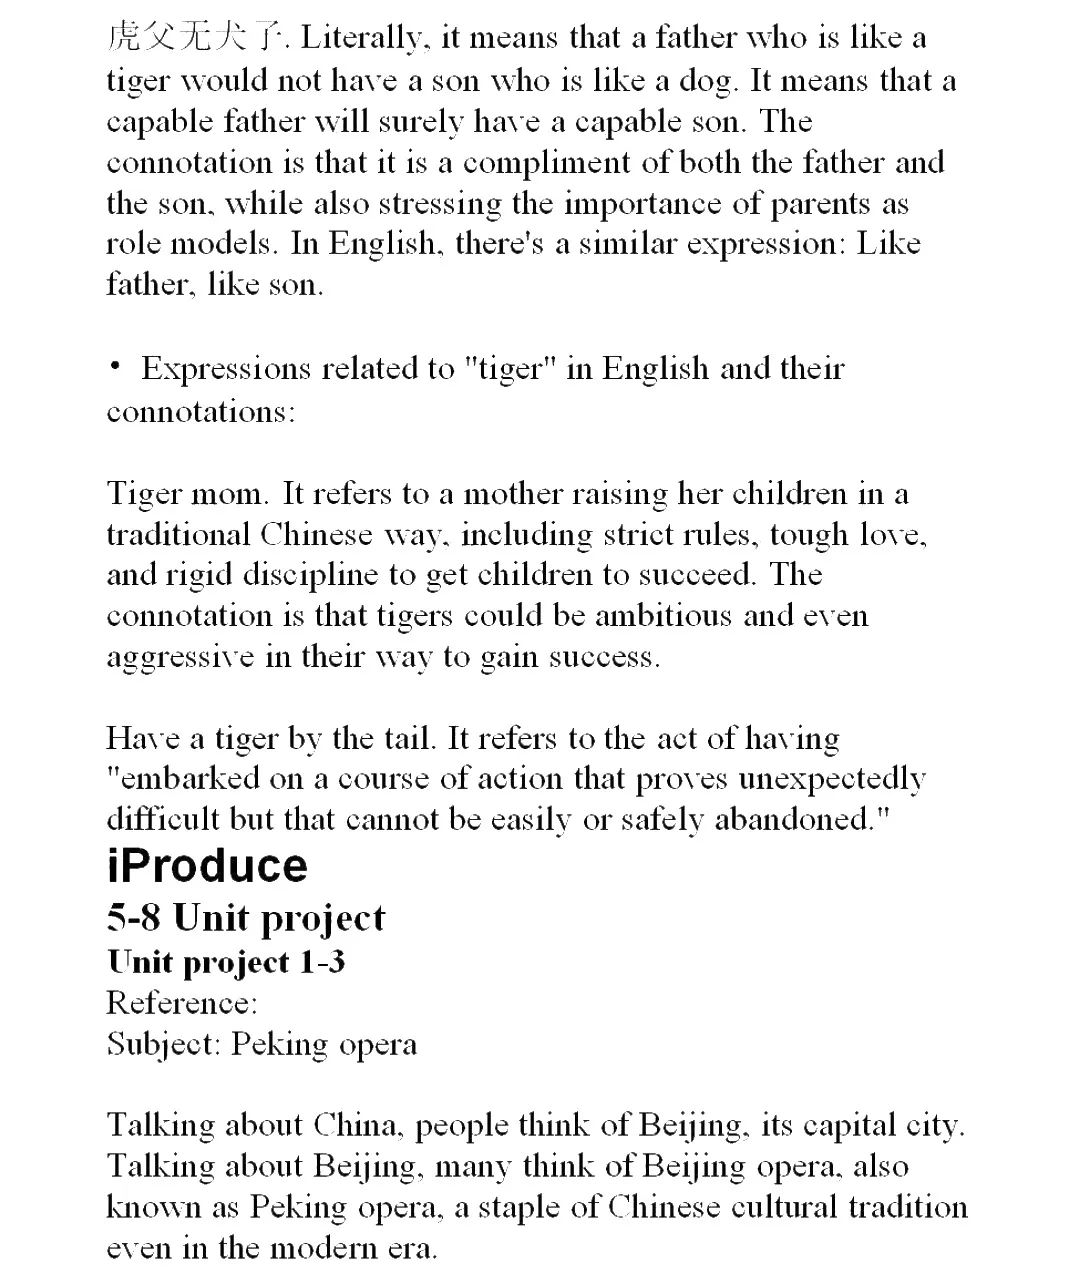 虎父无犬子. Literally, it means that a father who is like a
tiger would not have a son who is like a dog. It means that a
capable father will surely have a capable son. The
connotation is that it is a compliment of both the father and
the son, while also stressing the importance of parents as
role models. In English, there's a similar expression: Like
father, like son.
• Expressions related to "tiger" in English and their
connotations:
Tiger mom. It refers to a mother raising her children in a
traditional Chinese way, including strict rules, tough love,
and rigid discipline to get children to succeed. The
connotation is that tigers could be ambitious and even
aggressive in their way to gain success.
Have a tiger by the tail. It refers to the act of having
"embarked on a course of action that proves unexpectedly
difficult but that cannot be easily or safely abandoned."
iProduce
5-8 Unit project
Unit project 1-3
Reference:
Subject: Peking opera
Talking about China, people think of Beijing, its capital city.
Talking about Beijing, many think of Beijing opera, also
known as Peking opera, a staple of Chinese cultural tradition
even in the modern era.